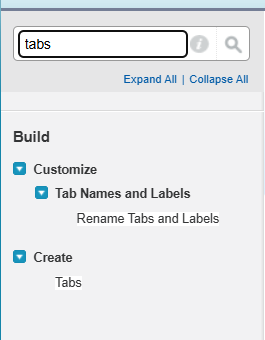 tabs
Expand All | Collapse All
Build
Customize
Tab Names and Labels
Rename Tabs and Labels
Create
Tabs